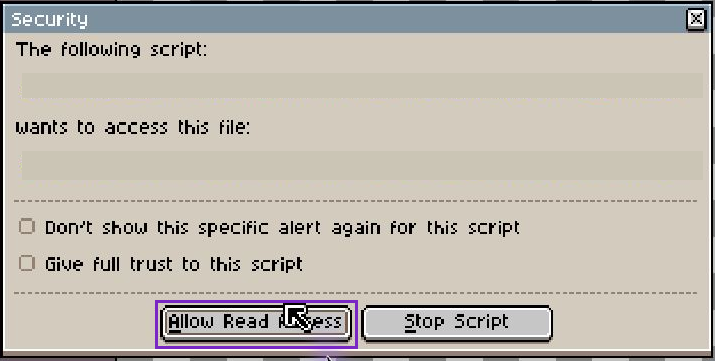 Security
The following script:
wants to access this file:
Don't show this specific alert again for this script
Give full trust to this script
Allow Read
Stop Script